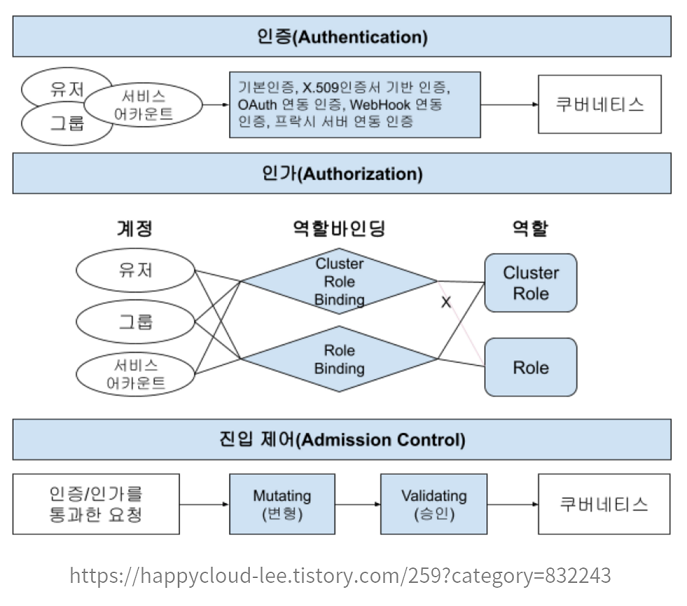 인증(Authentication)
유저
그룹
서비스
어카운트
기본인증, X.509인증서 기반 인증,
OAuth 연동 인증, WebHook 연동
인증, 프락시 서버 연동 인증
쿠버네티스
인가(Authorization)
계정
역할바인딩
역할
유저
그룹
서비스
어카운트
Cluster
Role
Binding
Role
Binding
X
Cluster
Role
Role
진입 제어(Admission Control)
인증/인가를
통과한 요청
Mutating
(변형)
Validating
(승인)
쿠버네티스
https://happycloud-lee.tistory.com/259?category=832243